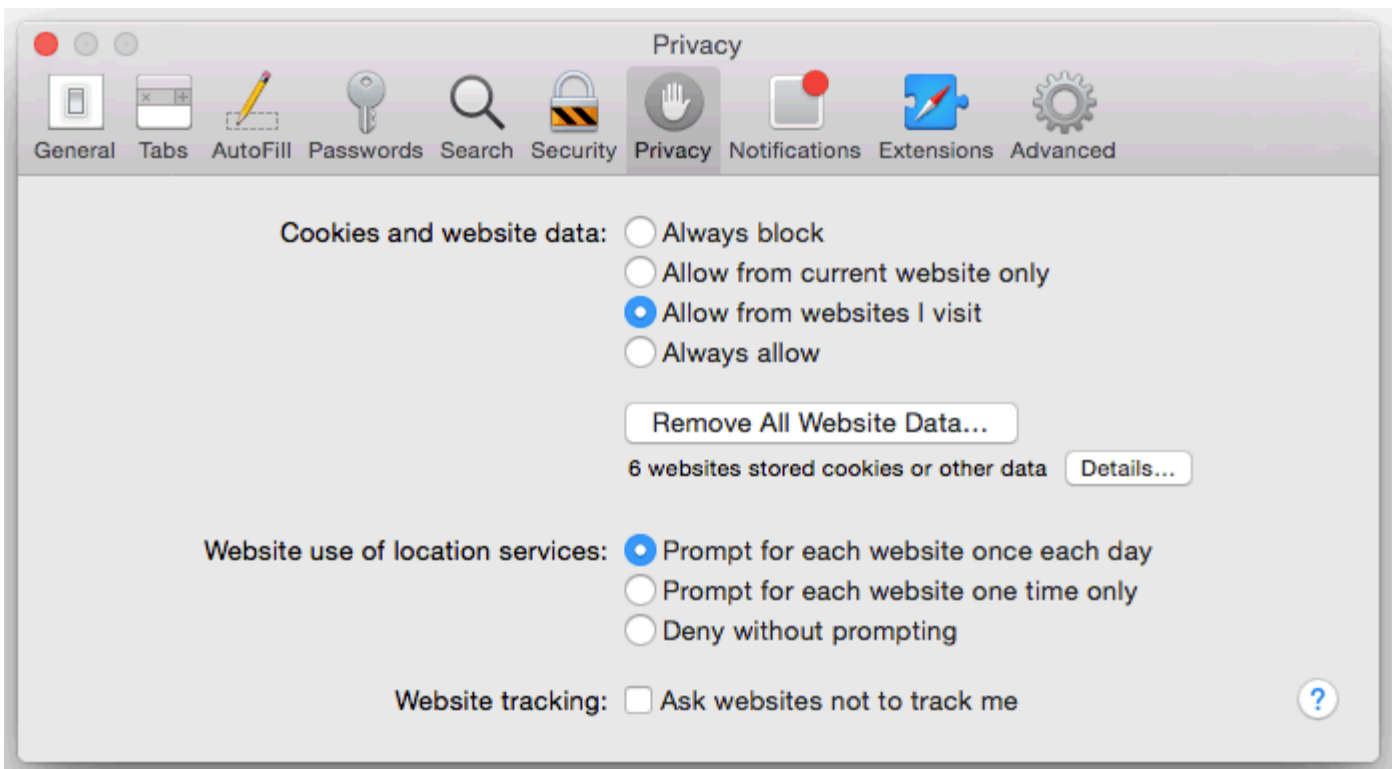 Privacy
General Tabs AutoFill Passwords Search Security Privacy Notifications Extensions Advanced
Cookies and website data: Always block
Allow from current website only
Allow from websites I visit
Always allow
Remove All Website Data...
6 websites stored cookies or other data Details...
Website use of location services: Prompt for each website once each day
Prompt for each website one time only
Deny without prompting
Website tracking: Ask websites not to track me ?